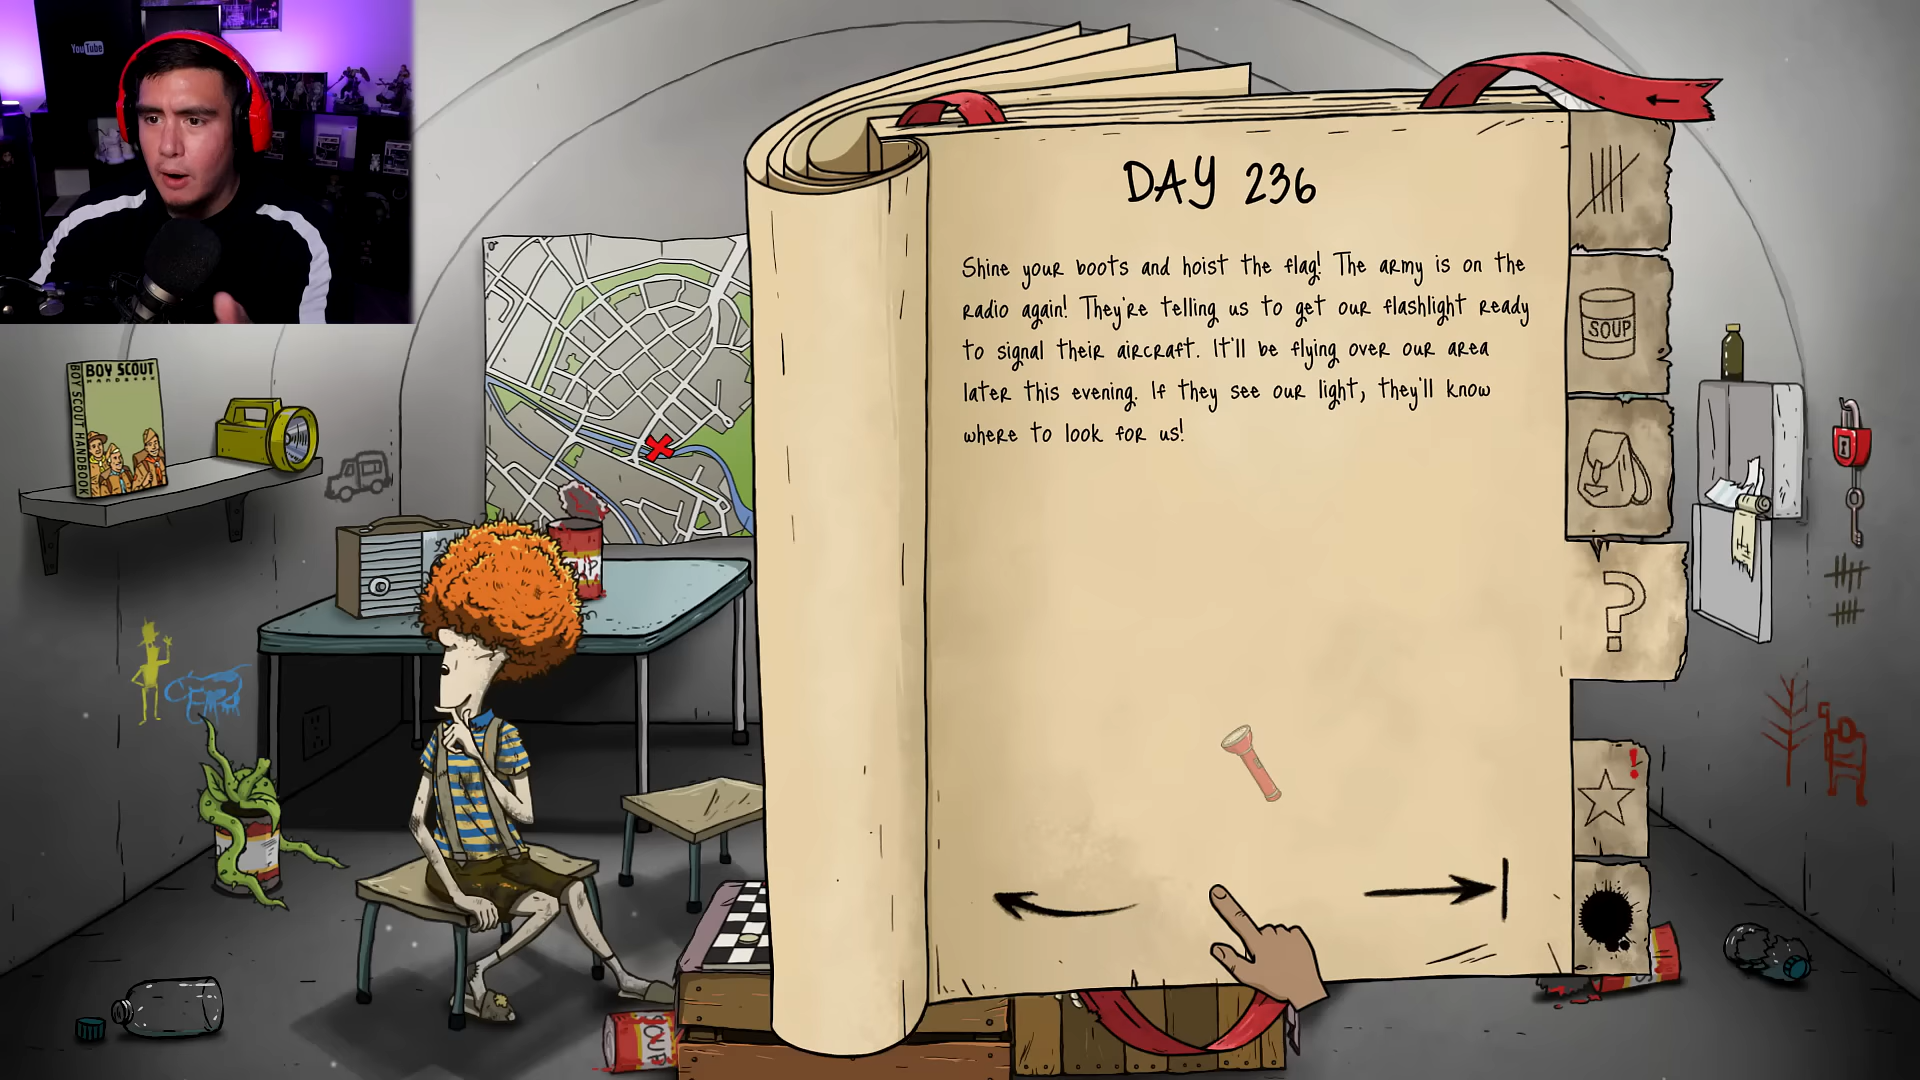 YouTube
DAY 236
Shine your boots and hoist the flag! The army is on the
radio again! They're telling us to get our flashlight ready
to signal their aircraft. It'll be flying over our area
later this evening. If they see our light, they'll know
where to look for us!
BOY SCOUT
HANDBOOK
BOY SCOUT HANDBOOK
SOUP
?
!
SOUP